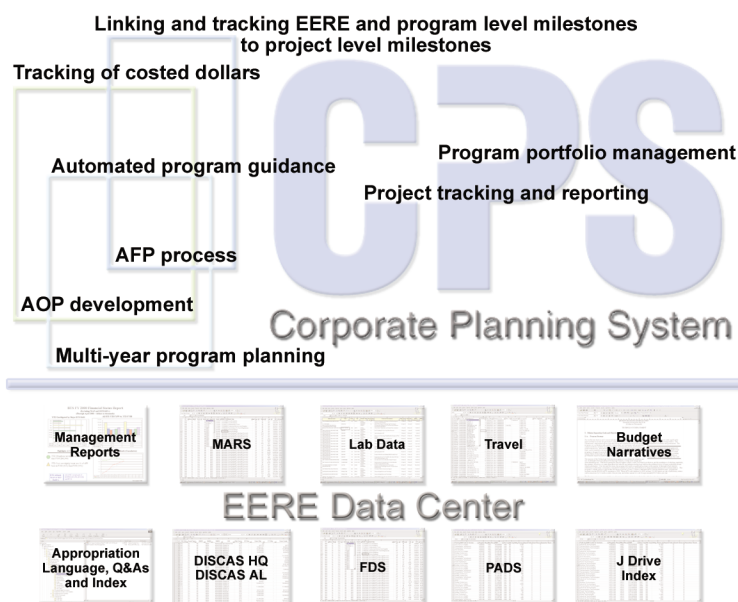 Linking and tracking EERE and program level milestones
to project level milestones
Tracking of costed dollars
CPS
Program portfolio management
Automated program guidance
Project tracking and reporting
AFP process
AOP development
Corporate Planning System
Multi-year program planning
Management
Reports
MARS
Lab Data
Travel
Budget
Narratives
EERE Data Center
Appropriation
Language, Q&As
and Index
DISCAS HQ
DISCAS AL
FDS
PADS
J Drive
Index